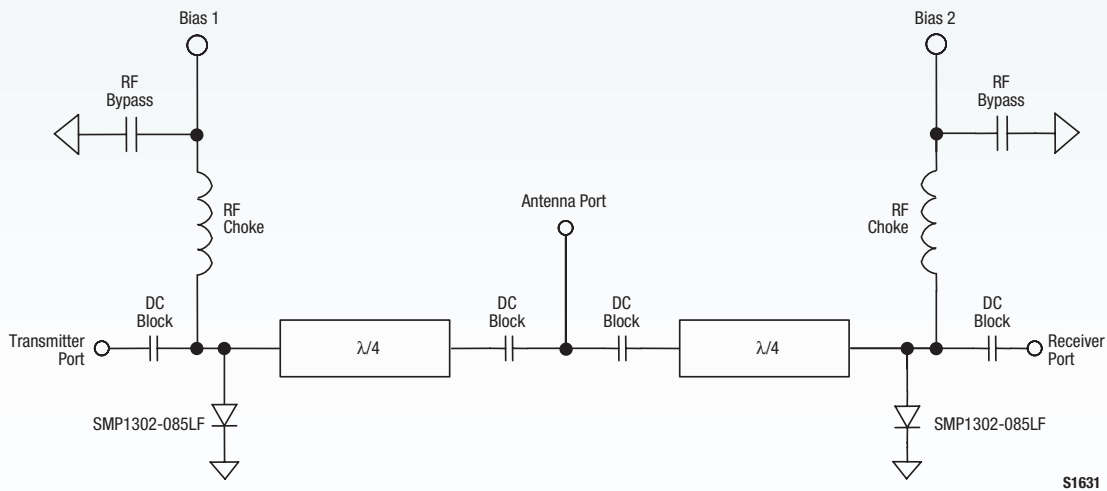 Bias 1
Bias 2
RF
Bypass
RF
Bypass
RF
Choke
Antenna Port
RF
Choke
DC
Block
DC
Block
DC
Block
DC
Block
Transmitter
Port
λ/4
λ/4
Receiver
Port
SMP1302-085LF
SMP1302-085LF
S1631